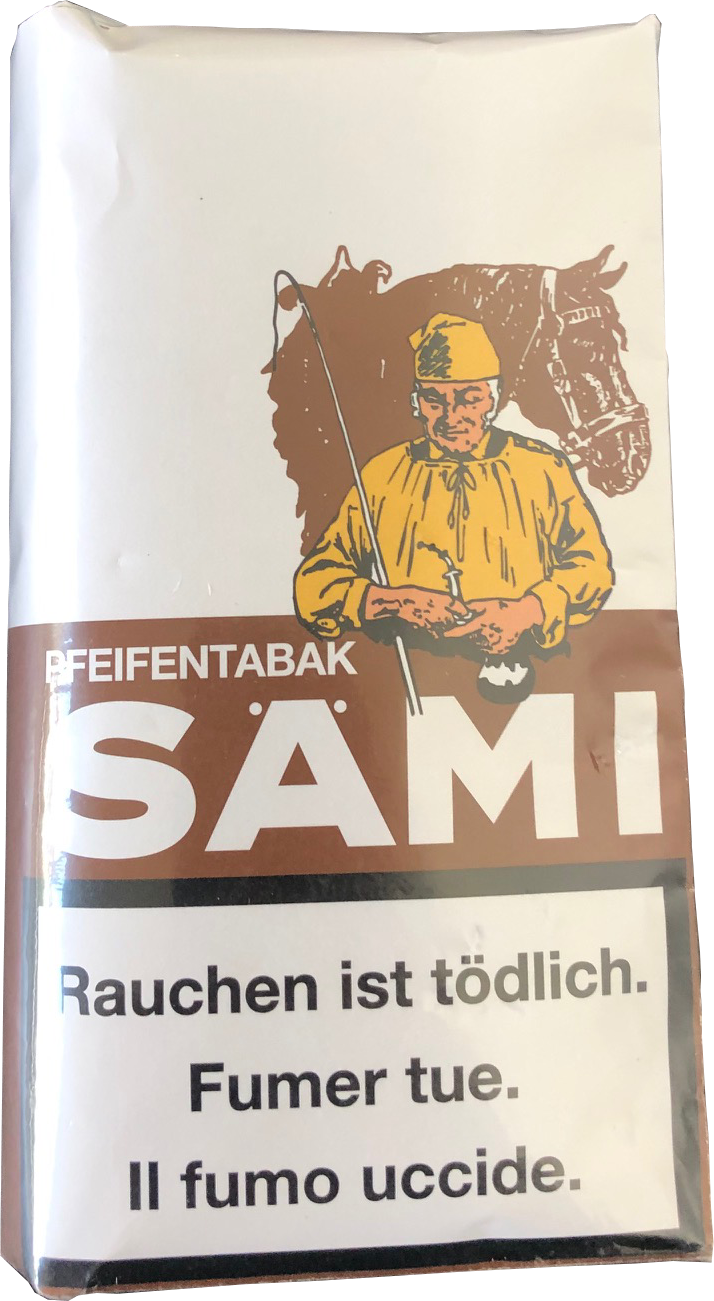 PFEIFENTABAK
SÄMI
Rauchen ist tödlich.
Fumer tue.
Il fumo uccide.